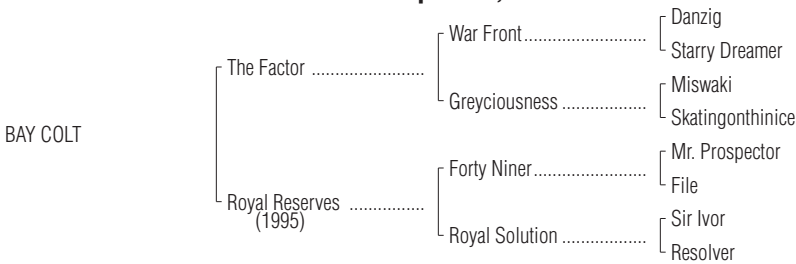 Danzig
War Front
Starry Dreamer
The Factor
Miswaki
Greyciousness
Skatingonthinice
BAY COLT
Mr. Prospector
Forty Niner
File
Royal Reserves
(1995)
Sir Ivor
Royal Solution
Resolver